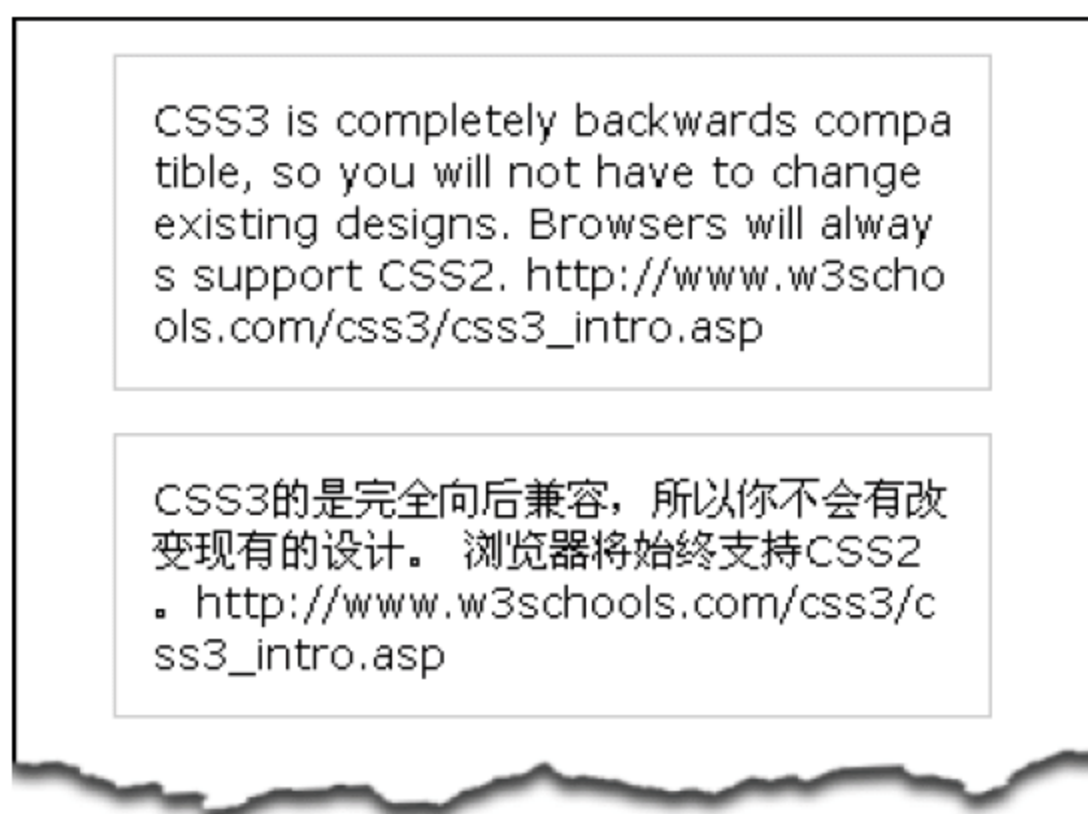 CSS3 is completely backwards compa
tible, so you will not have to change
existing designs. Browsers will alway
s support CSS2. http://www.w3scho
ols.com/css3/css3_intro.asp
CSS3的是完全向后兼容，所以你不会有改
变现有的设计。 浏览器将始终支持CSS2
。http://www.w3schools.com/css3/c
ss3_intro.asp